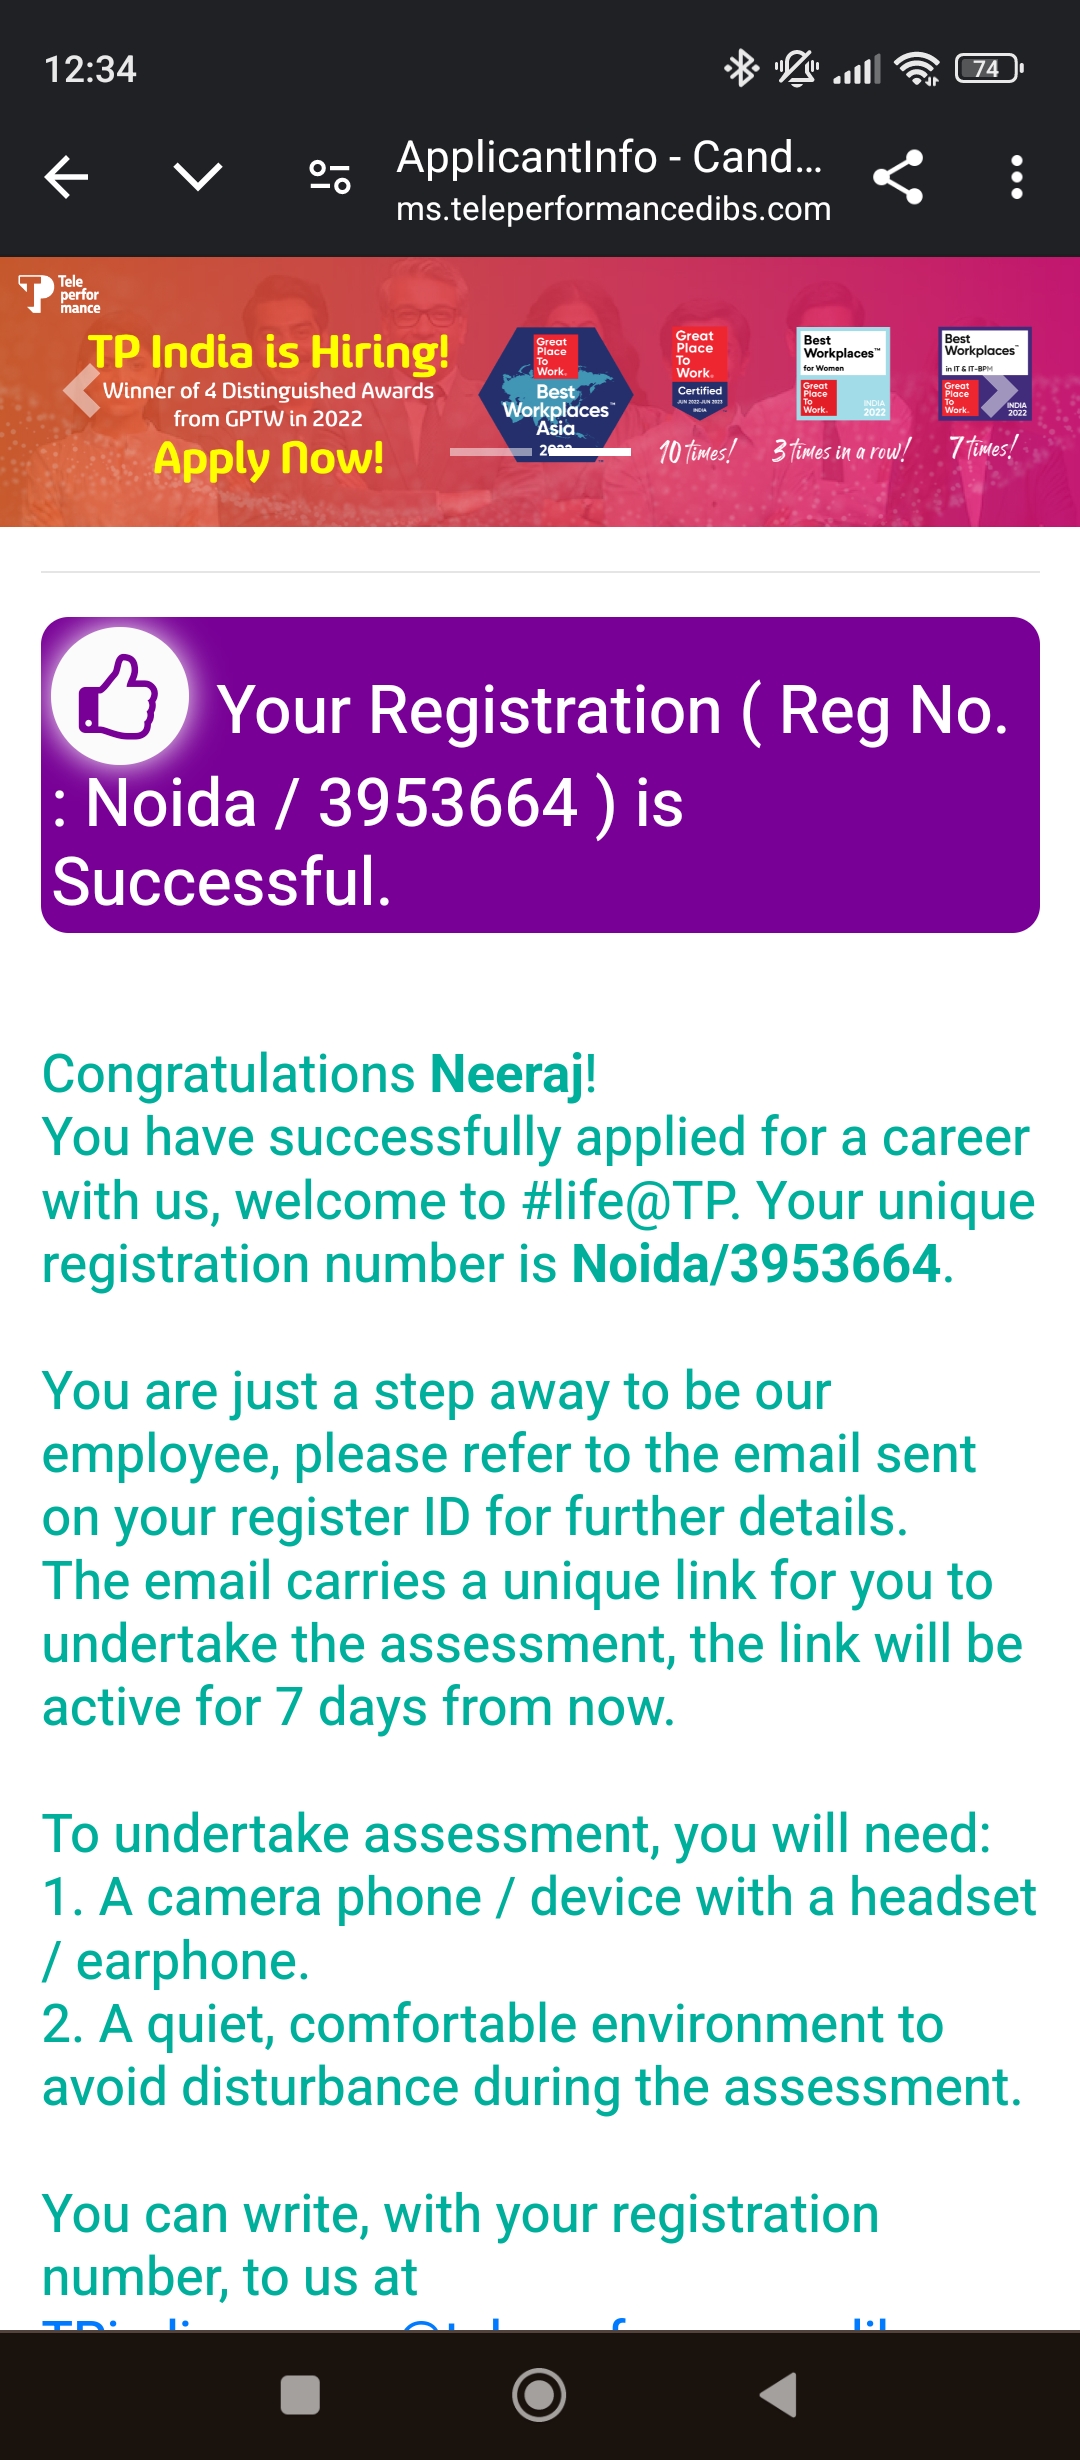 12:34
74
ApplicantInfo - Cand...
ms.teleperformancedibs.com
Tele
perfor
mance
TP India is Hiring!
Winner of 4 Distinguished Awards
from GPTW in 2022
Apply Now!
Great
Place
To
Work.
Best
Workplaces™
Asia
Great
Place
To
Work.
Certified
JUN 2022-JUN 2023
INDIA
10 times!
Best
Workplaces™
for Women
Great
Place
To
Work.
INDIA
2022
3 times in a row!
Best
Workplaces™
in IT & IT-BPM
Great
Place
To
Work.
INDIA
2022
7 times!
Your Registration ( Reg No.
: Noida / 3953664 ) is
Successful.
Congratulations Neeraj!
You have successfully applied for a career
with us, welcome to #life@TP. Your unique
registration number is Noida/3953664.
You are just a step away to be our
employee, please refer to the email sent
on your register ID for further details.
The email carries a unique link for you to
undertake the assessment, the link will be
active for 7 days from now.
To undertake assessment, you will need:
1. A camera phone / device with a headset
/ earphone.
2. A quiet, comfortable environment to
avoid disturbance during the assessment.
You can write, with your registration
number, to us at